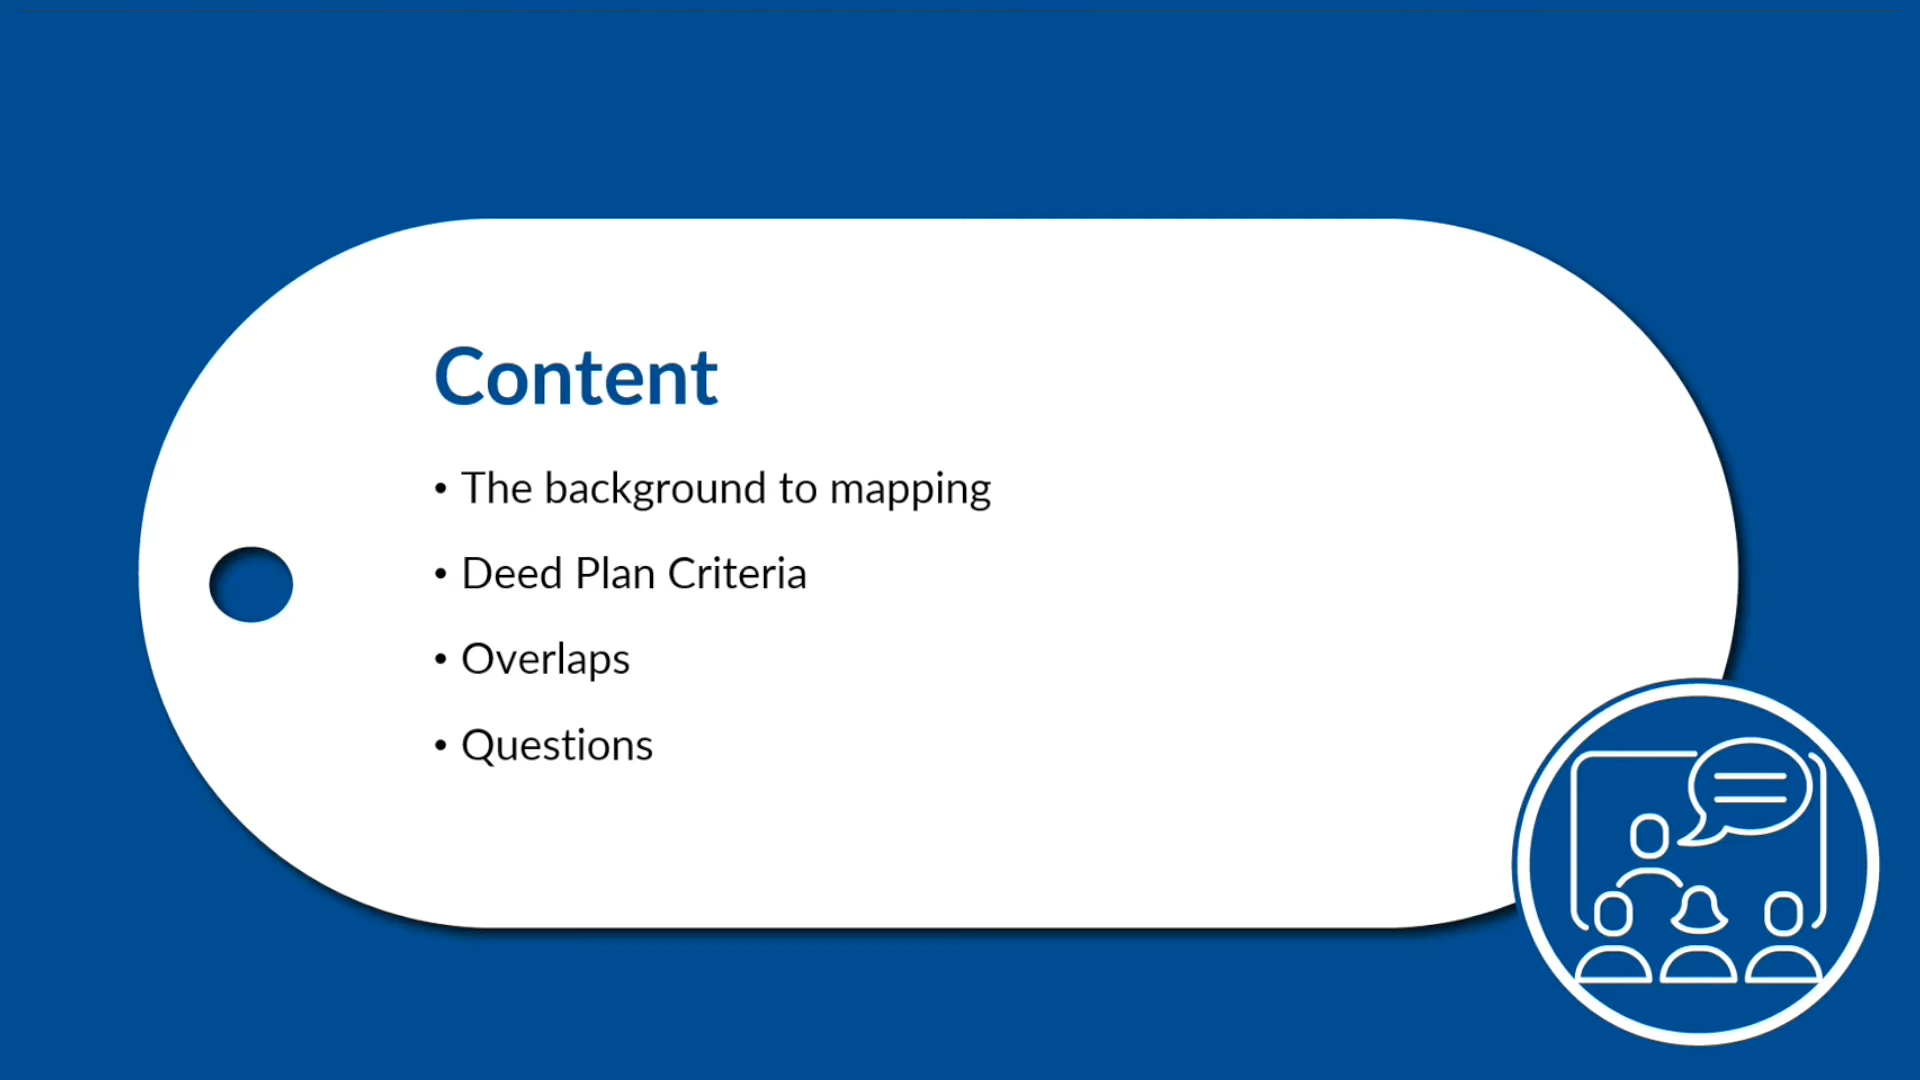 Content
• The background to mapping
• Deed Plan Criteria
• Overlaps
• Questions